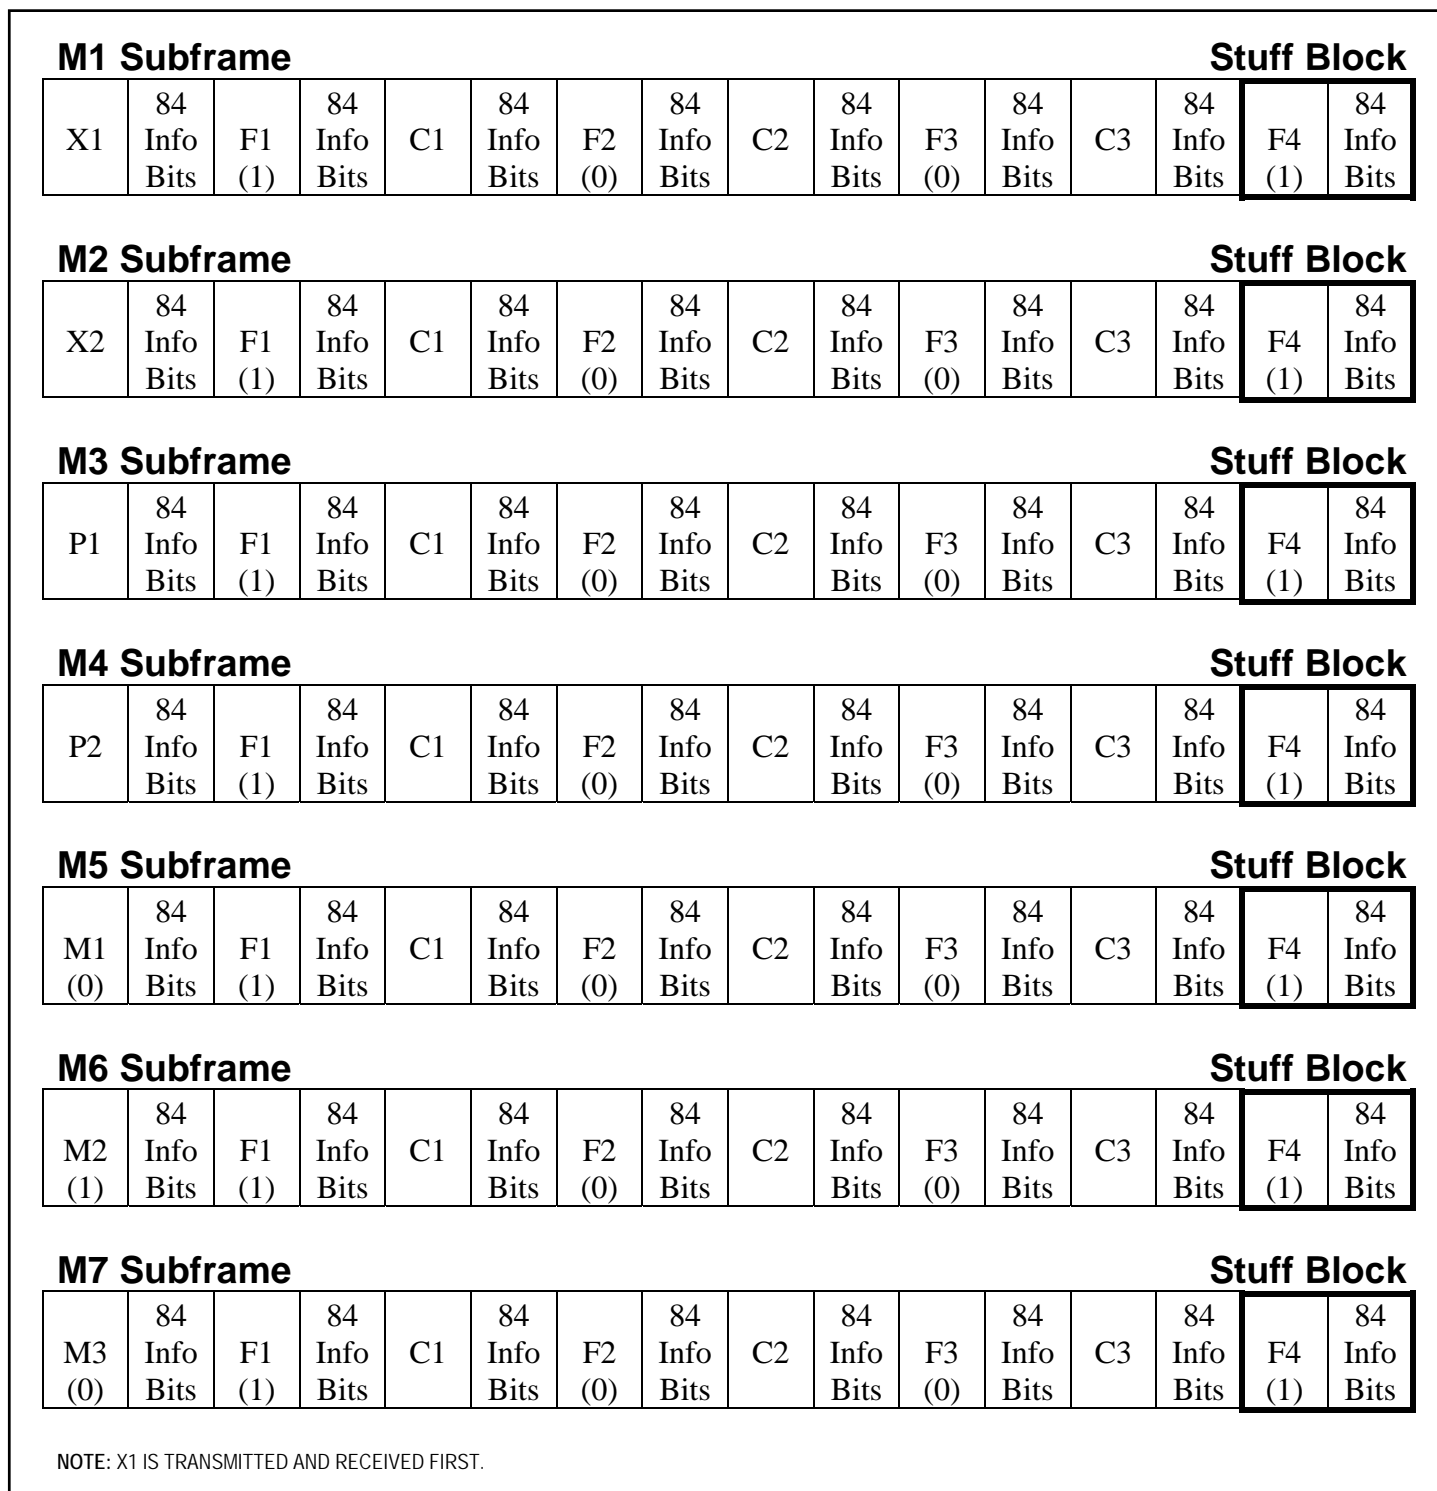 M1 Subframe Stuff Block
84 84 84 84 84 84 84 84
X1 Info F1 Info C1 Info F2 Info C2 Info F3 Info C3 Info F4 Info
Bits (1) Bits Bits (0) Bits Bits (0) Bits Bits (1) Bits
M2 Subframe Stuff Block
84 84 84 84 84 84 84 84
X2 Info F1 Info C1 Info F2 Info C2 Info F3 Info C3 Info F4 Info
Bits (1) Bits Bits (0) Bits Bits (0) Bits Bits (1) Bits
M3 Subframe Stuff Block
84 84 84 84 84 84 84 84
P1 Info F1 Info C1 Info F2 Info C2 Info F3 Info C3 Info F4 Info
Bits (1) Bits Bits (0) Bits Bits (0) Bits Bits (1) Bits
M4 Subframe Stuff Block
84 84 84 84 84 84 84 84
P2 Info F1 Info C1 Info F2 Info C2 Info F3 Info C3 Info F4 Info
Bits (1) Bits Bits (0) Bits Bits (0) Bits Bits (1) Bits
M5 Subframe Stuff Block
84 84 84 84 84 84 84 84
M1 Info F1 Info C1 Info F2 Info C2 Info F3 Info C3 Info F4 Info
(0) Bits (1) Bits Bits (0) Bits Bits (0) Bits Bits (1) Bits
M6 Subframe Stuff Block
84 84 84 84 84 84 84 84
M2 Info F1 Info C1 Info F2 Info C2 Info F3 Info C3 Info F4 Info
(1) Bits (1) Bits Bits (0) Bits Bits (0) Bits Bits (1) Bits
M7 Subframe Stuff Block
84 84 84 84 84 84 84 84
M3 Info F1 Info C1 Info F2 Info C2 Info F3 Info C3 Info F4 Info
(0) Bits (1) Bits Bits (0) Bits Bits (0) Bits Bits (1) Bits
NOTE: X1 IS TRANSMITTED AND RECEIVED FIRST.